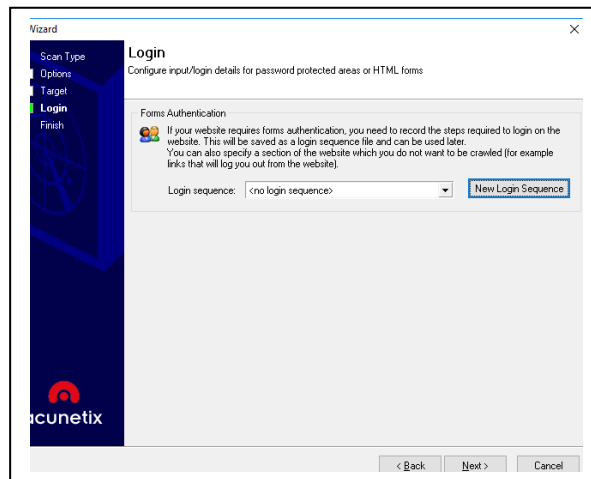 Wizard
Scan Type
Options
Target
Login
Finish
Login
Configure input/login details for password protected areas or HTML forms
Forms Authentication
If your website requires forms authentication, you need to record the steps required to login on the
website. This will be saved as a login sequence file and can be used later.
You can also specify a section of the website which you do not want to be crawled (for example
links that will log you out from the website).
Login sequence: <no login sequence> New Login Sequence
acunetix
< Back Next > Cancel